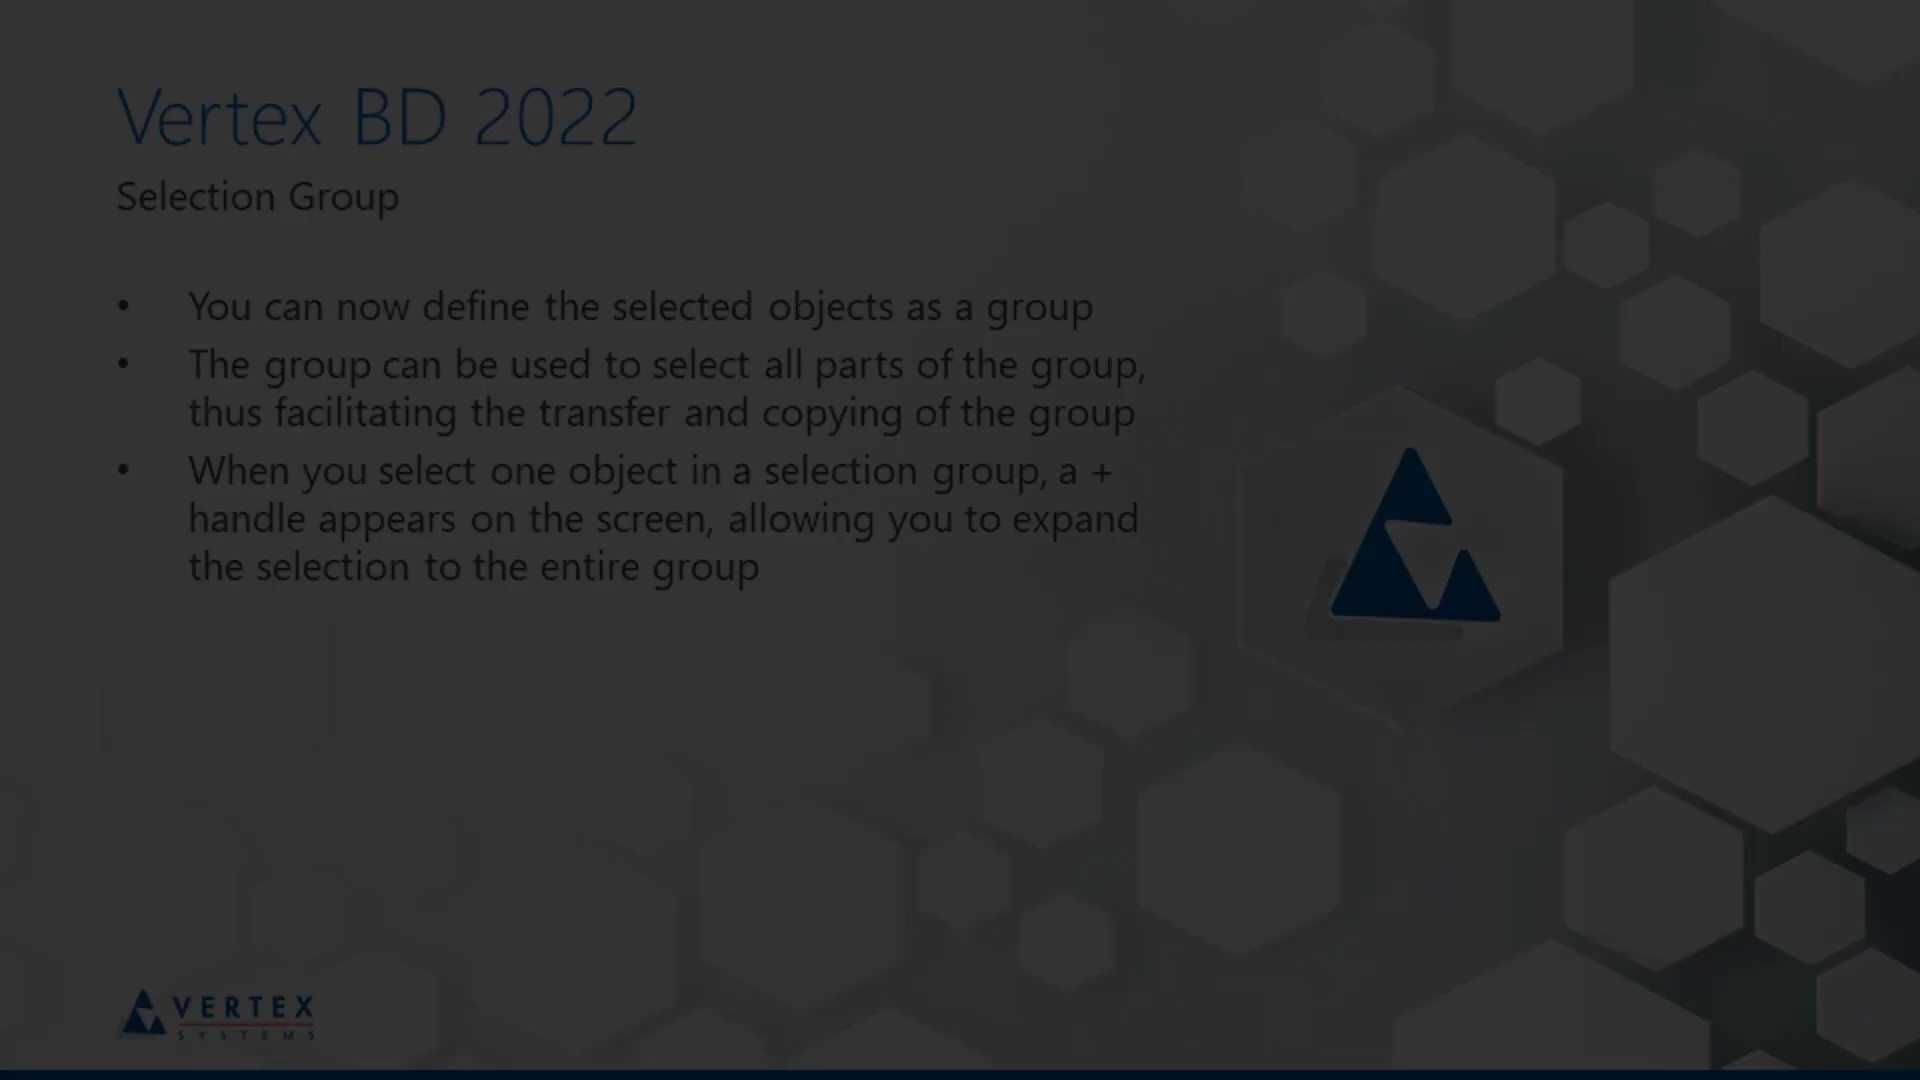 Vertex BD 2022
Selection Group
• You can now define the selected objects as a group
• The group can be used to select all parts of the group,
thus facilitating the transfer and copying of the group
• When you select one object in a selection group, a +
handle appears on the screen, allowing you to expand
the selection to the entire group
VERTEX
SYSTEMS